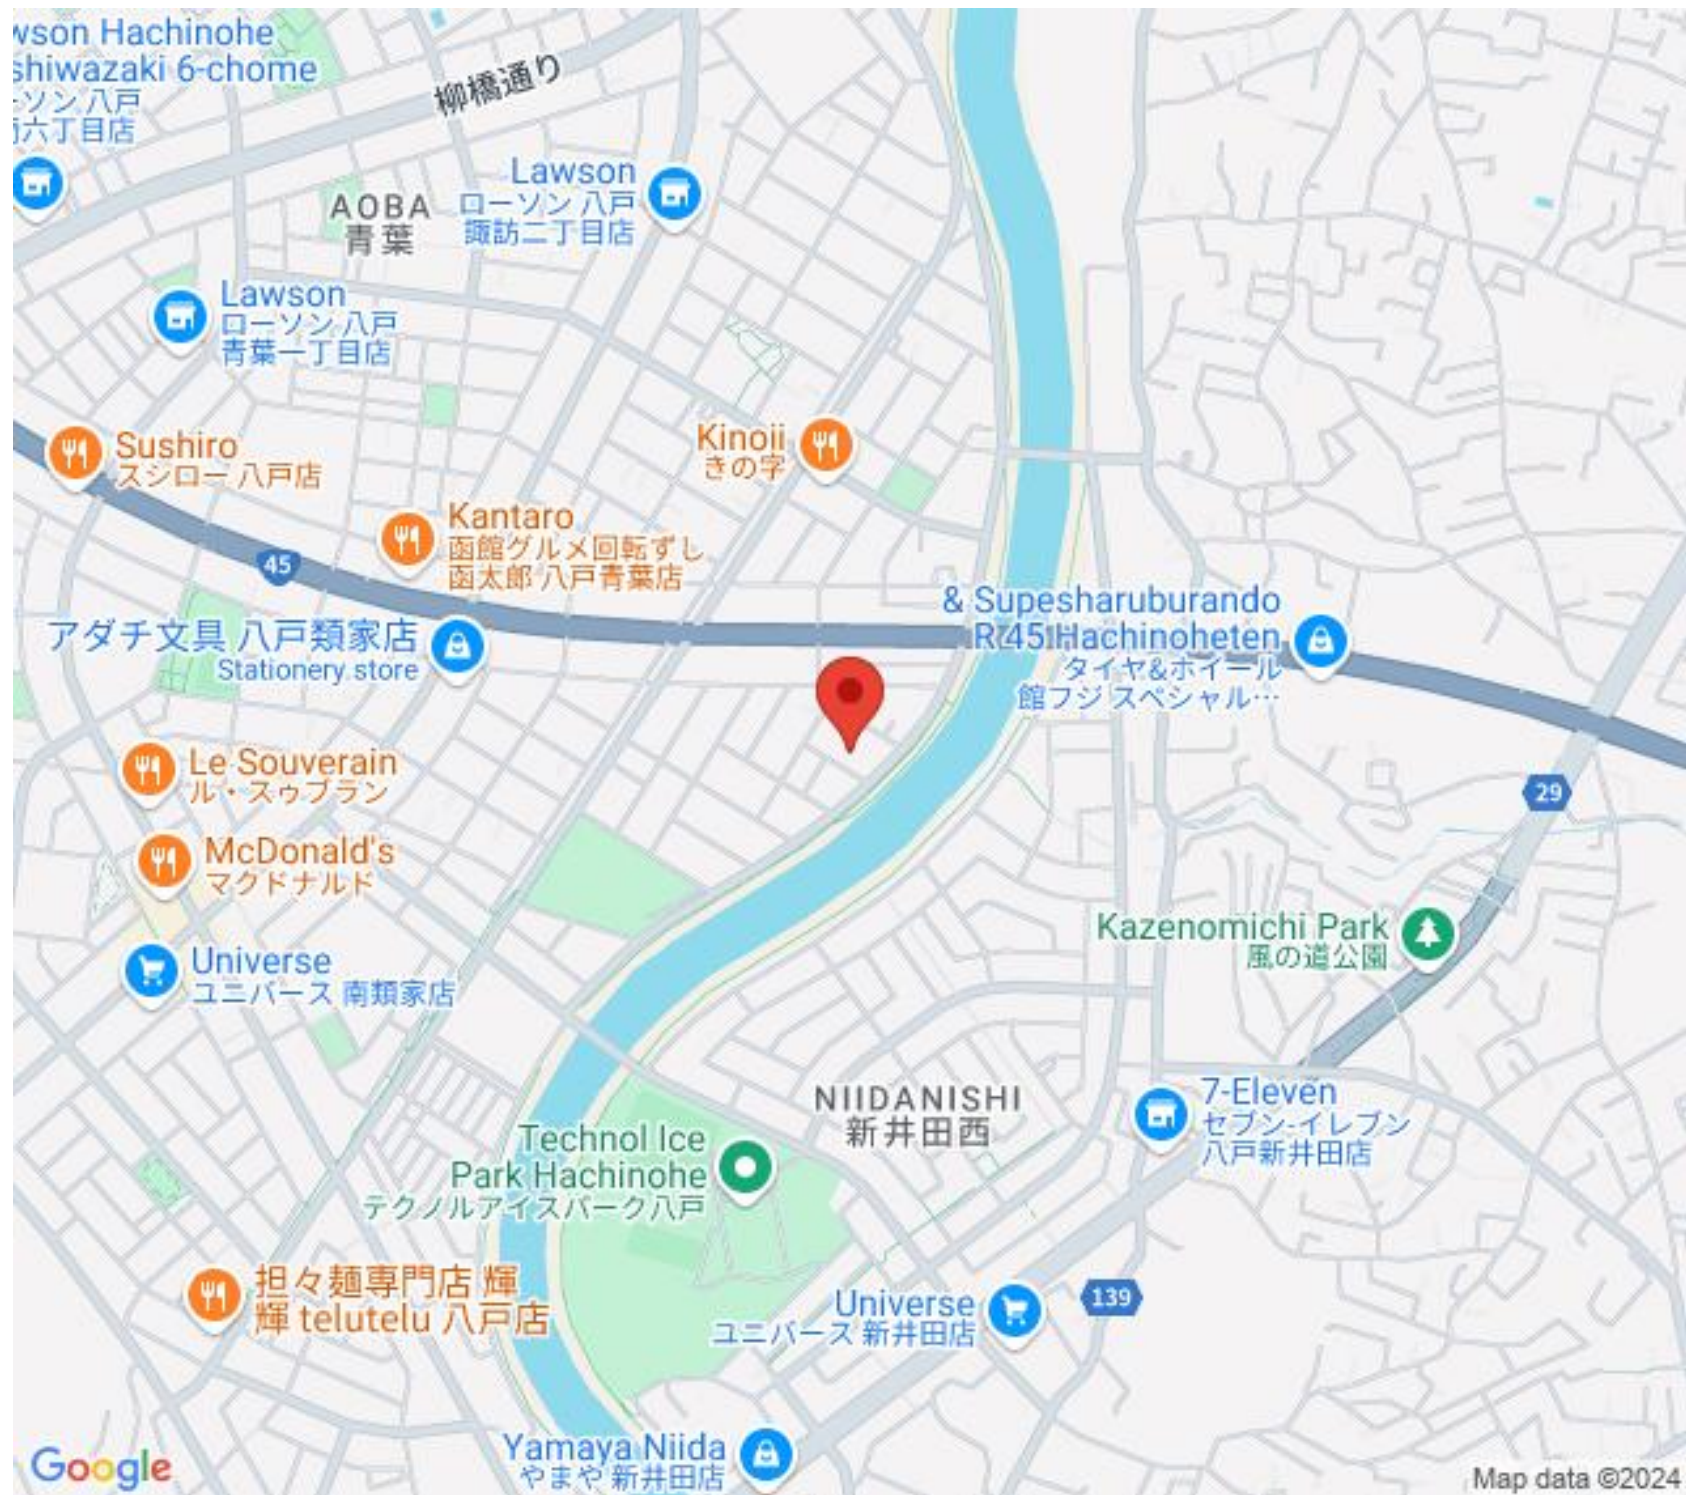 wson Hachinohe
shiwazaki 6-chome
ーソン 八戸
六丁目店
柳橋通り
AOBA
青葉
Lawson
ローソン 八戸
諏訪二丁目店
Lawson
ローソン 八戸
青葉一丁目店
Sushiro
スシロー 八戸店
Kinoji
きの字
Kantaro
函館グルメ回転ずし
函太郎 八戸青葉店
45
アダチ文具 八戸類家店
Stationery store
& Supesharuburando
R 45 Hachinoheten
タイヤ&ホイール
館フジ スペシャル…
Le Souverain
ル・スゥブラン
29
McDonald's
マクドナルド
Kazenomichi Park
風の道公園
Universe
ユニバース 南類家店
NIIDANISHI
新井田西
7-Eleven
セブン-イレブン
八戸新井田店
Technol Ice
Park Hachinohe
テクノルアイスパーク八戸
担々麺専門店 輝
輝 telutelu 八戸店
Universe
ユニバース 新井田店
139
Yamaya Niida
やまや 新井田店
Google
Map data ©2024